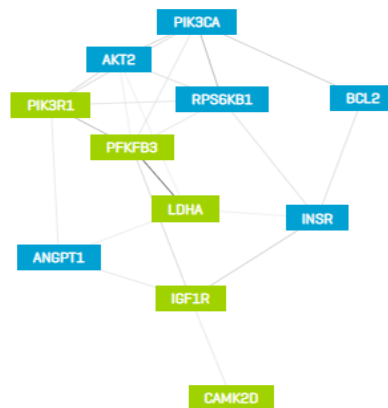 PIK3CA
AKT2
PIK3R1
RPS6KB1
BCL2
PFKFB3
LDHA
INSR
ANGPT1
IGF1R
CAMK2D